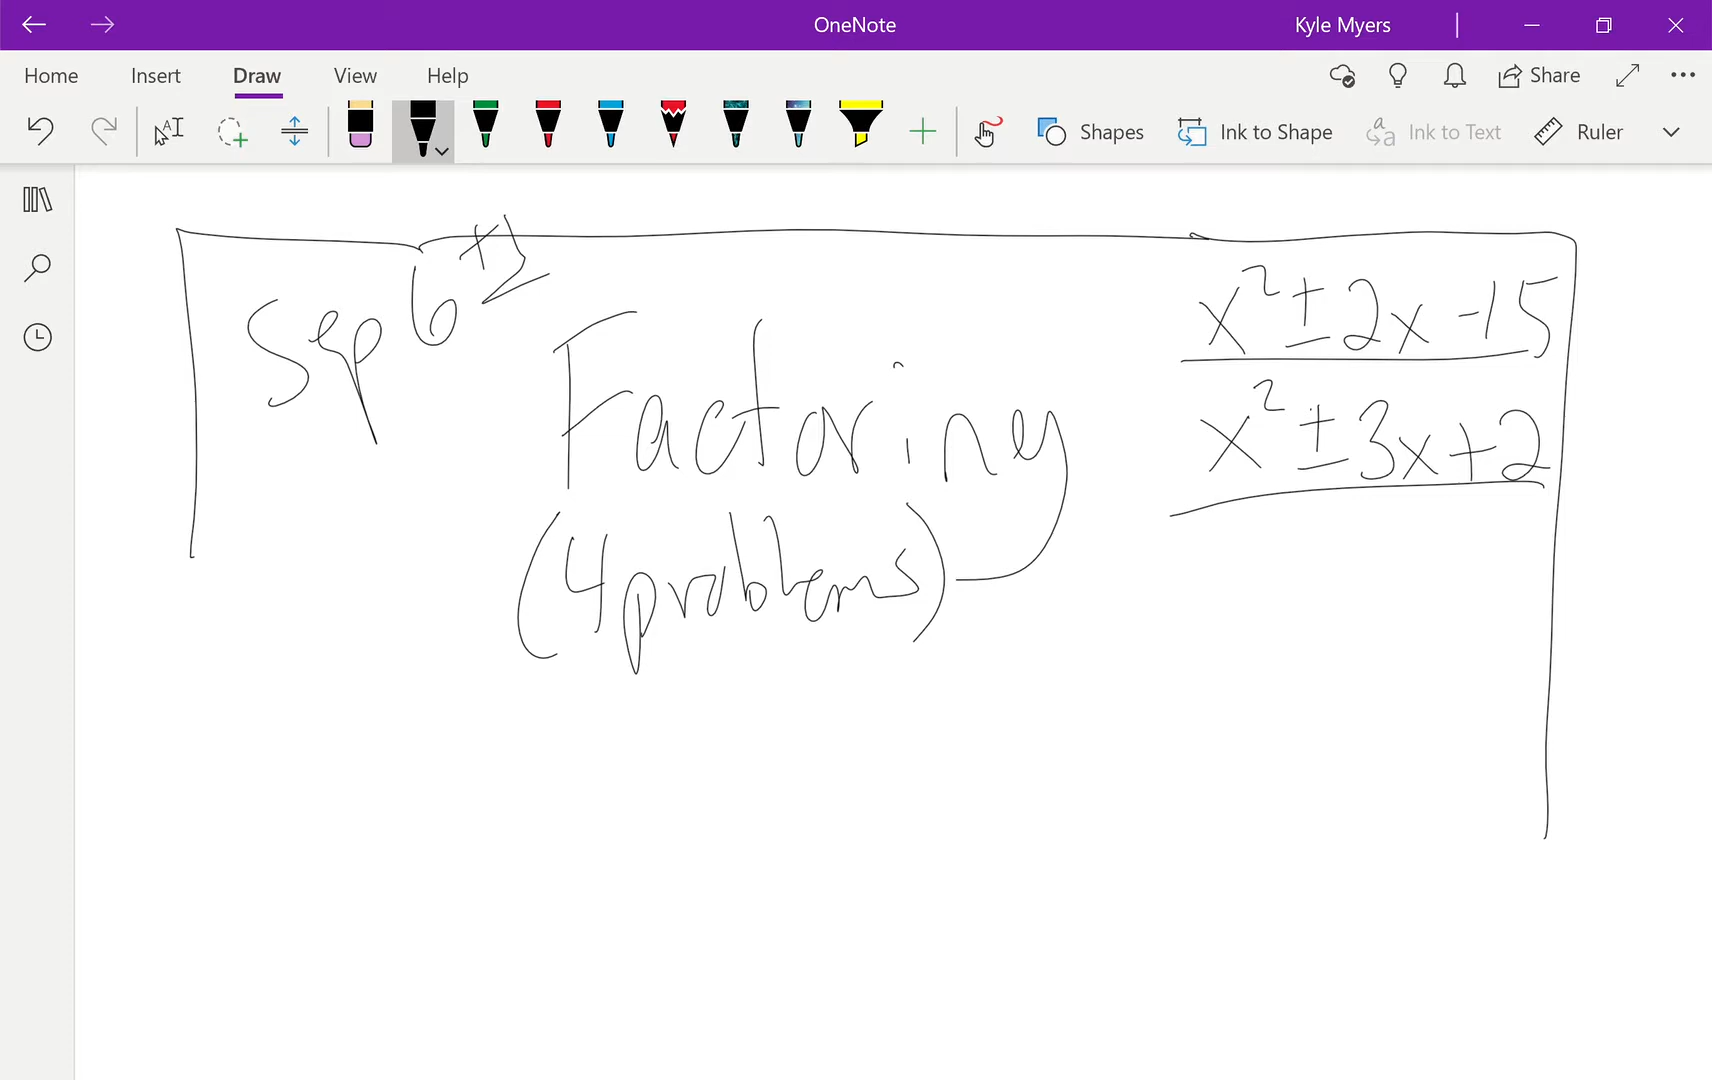 OneNote
Kyle Myers
Home Insert Draw View Help Share
Shapes Ink to Shape Ink to Text Ruler
Sep 6th
x² ± 2x - 15
Factoring
x² ± 3x + 2
(4 problems)